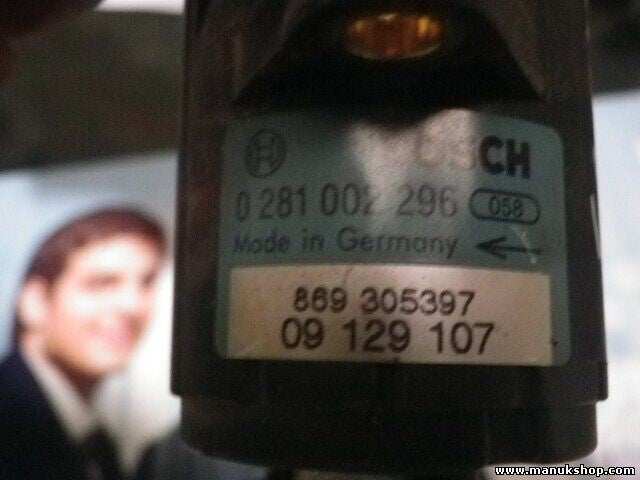 BOSCH
0 281 002 296 058
Made in Germany
869 305397
09 129 107
www.manukshop.com